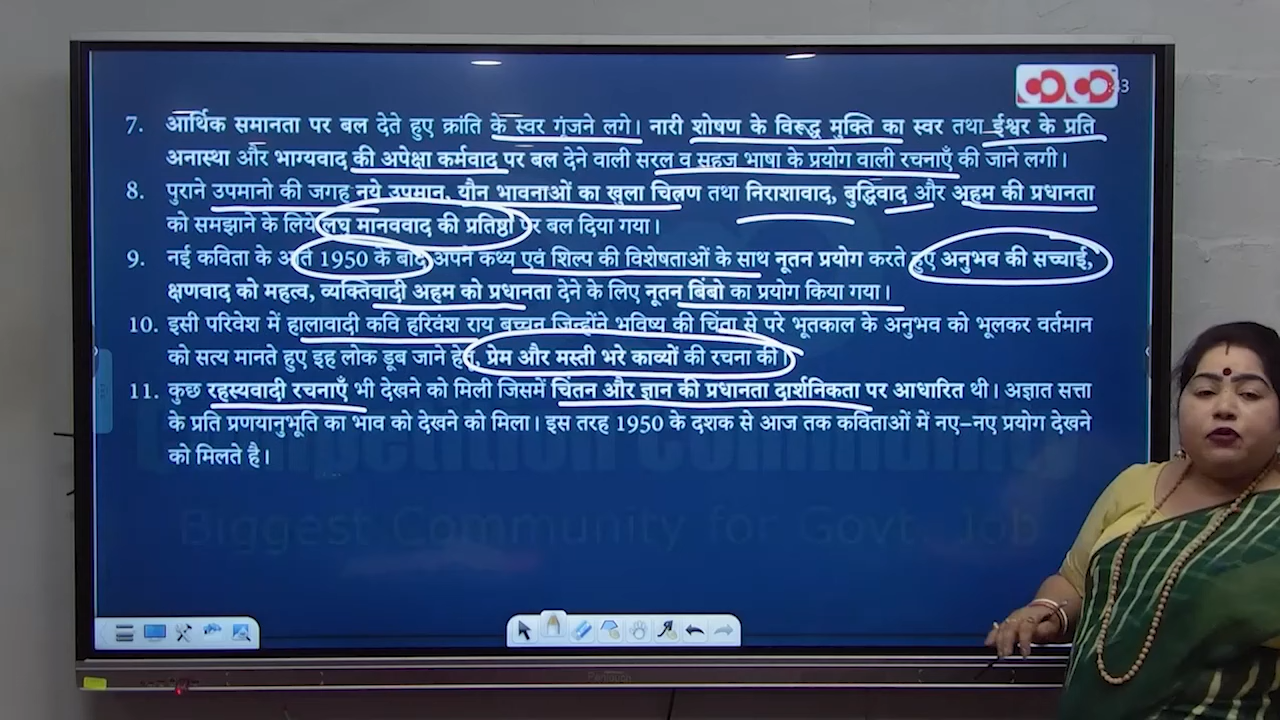 43
7. आर्थिक समानता पर बल देते हुए क्रांति के स्वर गूंजने लगे। नारी शोषण के विरूद्ध मुक्ति का स्वर तथा ईश्वर के प्रति
अनास्था और भाग्यवाद की अपेक्षा कर्मवाद पर बल देने वाली सरल व सहज भाषा के प्रयोग वाली रचनाएँ की जाने लगी।
8. पुराने उपमानो की जगह नये उपमान, यौन भावनाओं का खुला चित्रण तथा निराशावाद, बुद्धिवाद और अहम की प्रधानता
को समझाने के लिये लघु मानववाद की प्रतिष्ठा पर बल दिया गया।
9. नई कविता के अंत 1950 के बाद अपने कथ्य एवं शिल्प की विशेषताओं के साथ नूतन प्रयोग करते हुए अनुभव की सच्चाई,
क्षणवाद को महत्व, व्यक्तिवादी अहम को प्रधानता देने के लिए नूतन बिंबो का प्रयोग किया गया।
10. इसी परिवेश में हालावादी कवि हरिवंश राय बच्चन जिन्होंने भविष्य की चिंता से परे भूतकाल के अनुभव को भूलकर वर्तमान
को सत्य मानते हुए इह लोक डूब जाने हेतु, प्रेम और मस्ती भरे काव्यों की रचना की।
11. कुछ रहस्यवादी रचनाएँ भी देखने को मिली जिसमें चिंतन और ज्ञान की प्रधानता दार्शनिकता पर आधारित थी। अज्ञात सत्ता
के प्रति प्रणयानुभूति का भाव को देखने को मिला। इस तरह 1950 के दशक से आज तक कविताओं में नए–नए प्रयोग देखने
को मिलते है।
Competition Community
Biggest Community for Govt. Job